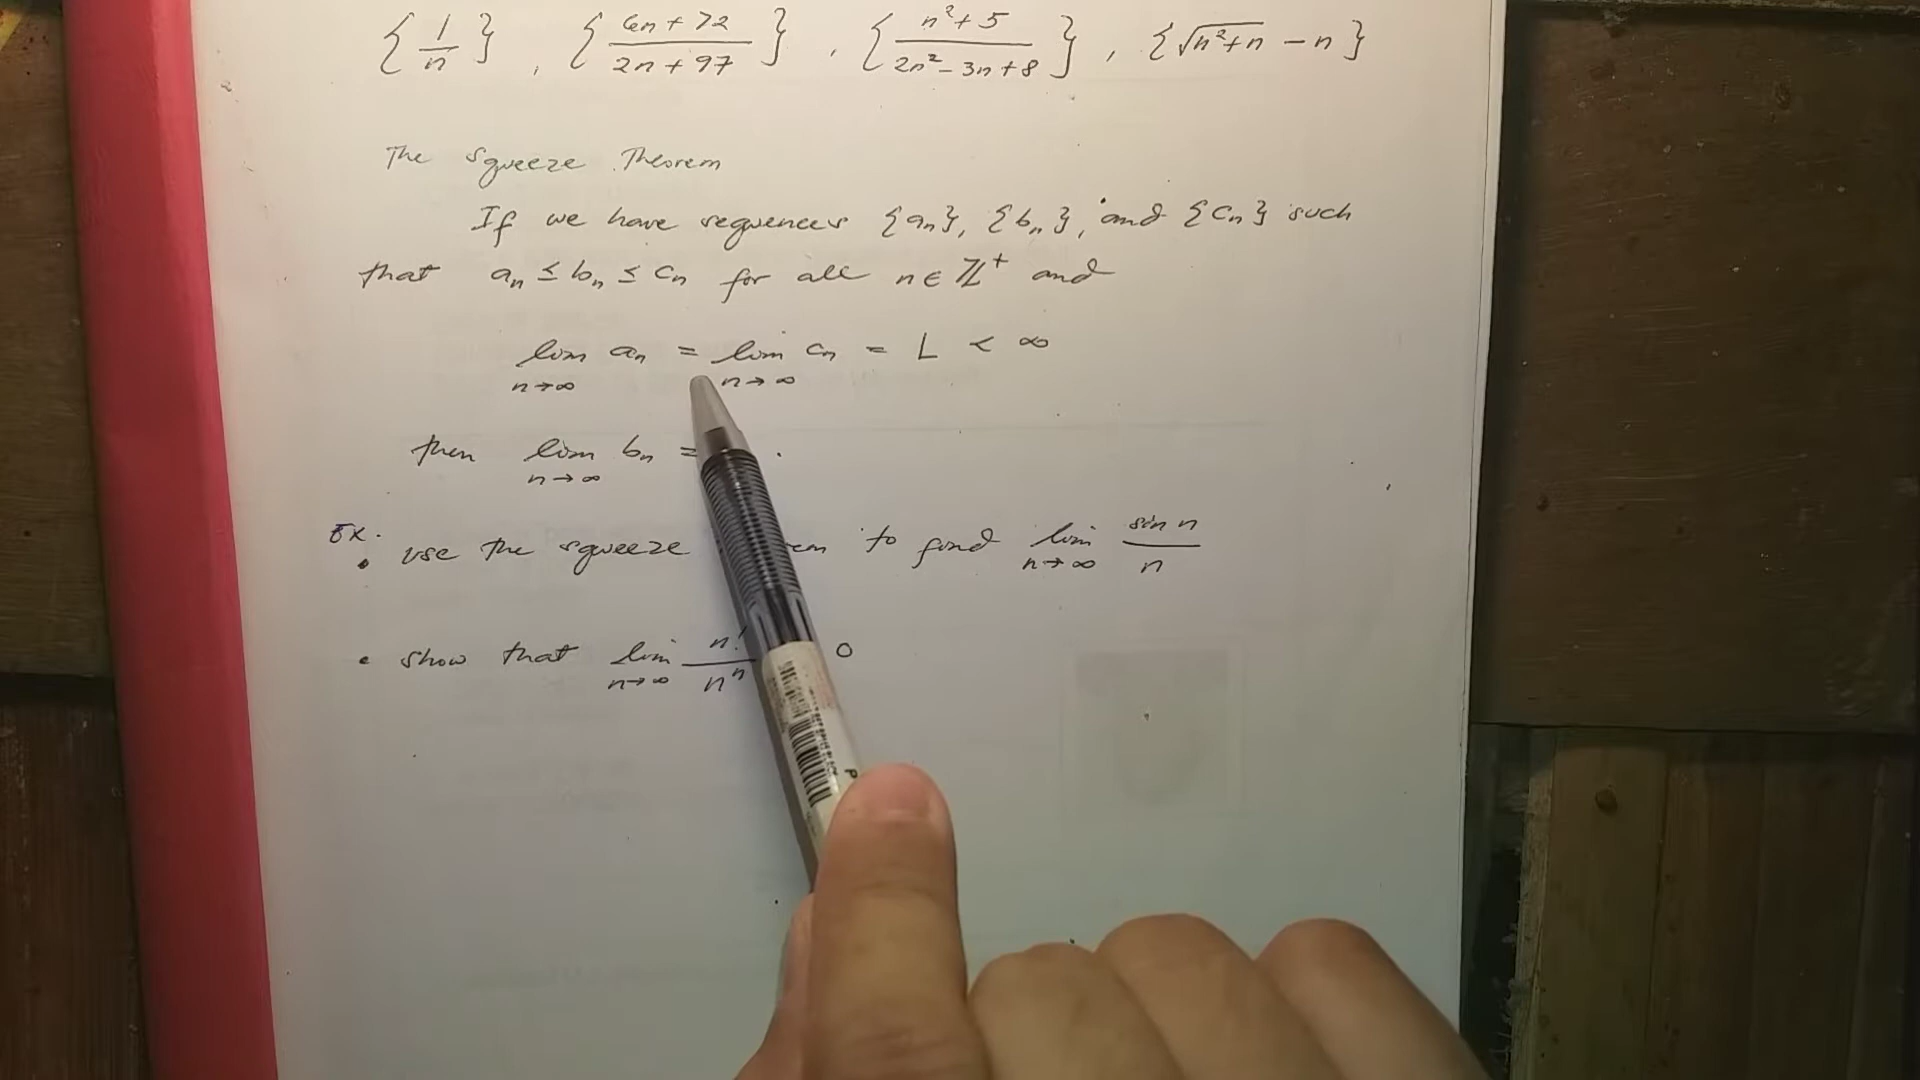 {1/n} , {6n + 72 / 2n + 97} , {n² + 5 / 2n² − 3n + 8} , {√n²+n − n}
The Squeeze Theorem
If we have sequences {aₙ}, {bₙ}, and {cₙ} such
that aₙ ≤ bₙ ≤ cₙ for all n ∈ ℤ⁺ and
lim n→∞ aₙ = lim n→∞ cₙ = L < ∞
then lim n→∞ bₙ = .
Ex.
• use the squeeze to find lim n→∞ sin n / n
• show that lim n→∞ n! / nⁿ 0